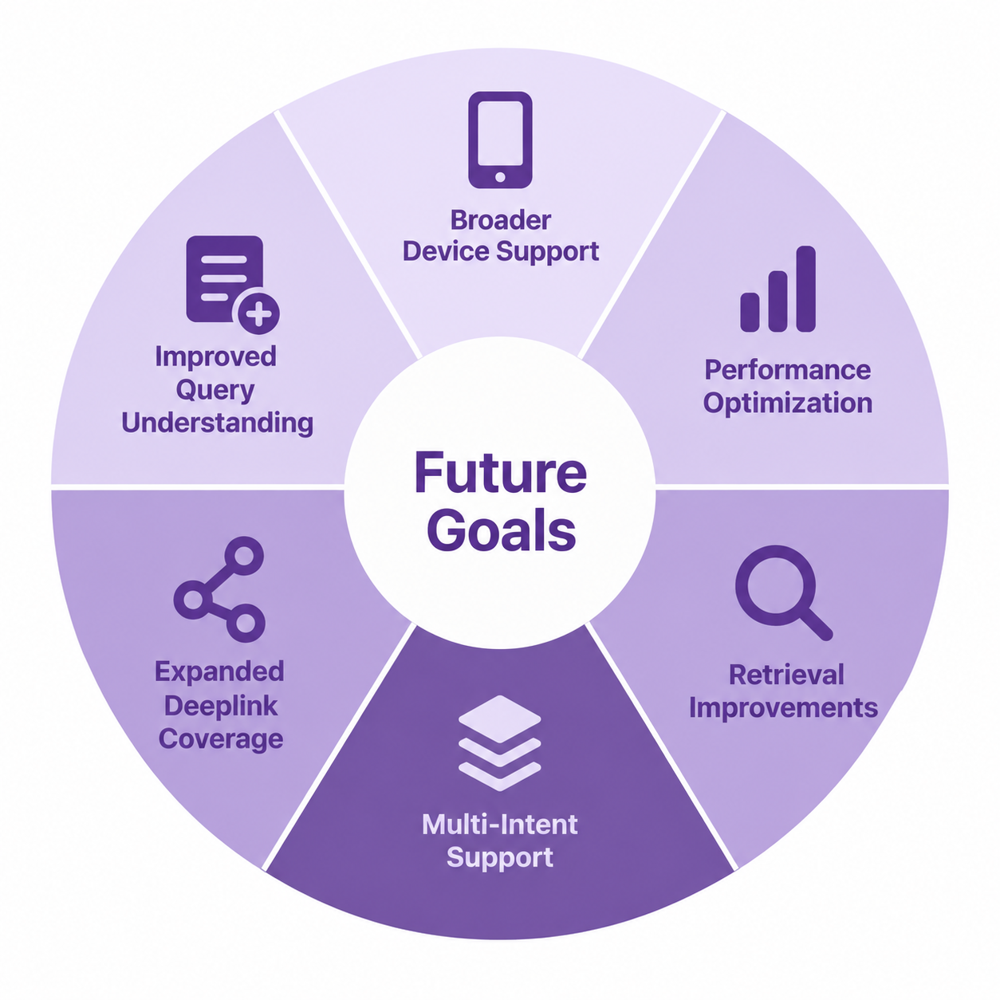 Broader
Device Support
Performance
Optimization
Retrieval
Improvements
Multi-Intent
Support
Expanded
Deeplink
Coverage
Improved
Query
Understanding
Future
Goals